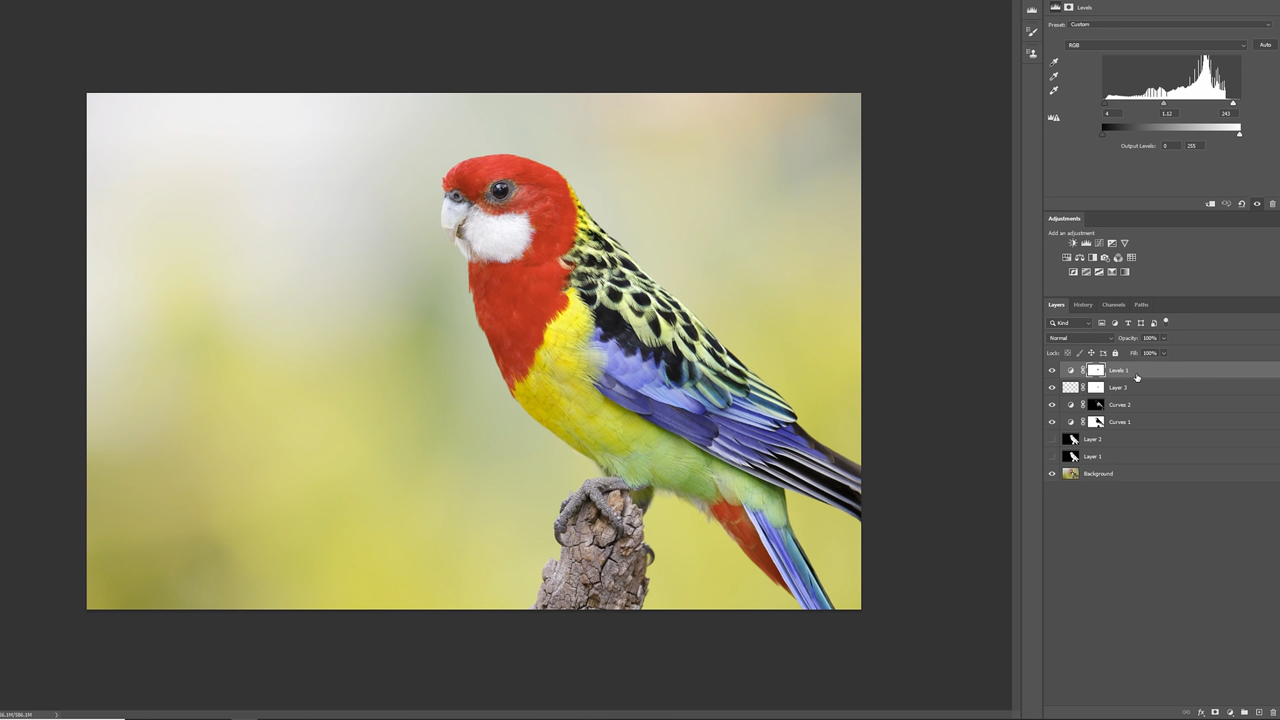 Levels
Preset: Custom
RGB
Auto
4 1.12 243
Output Levels: 0 255
Adjustments
Add an adjustment
Layers History Channels Paths
Kind
Normal Opacity: 100%
Lock: Fill: 100%
Levels 1
Layer 3
Curves 2
Curves 1
Layer 2
Layer 1
Background
fx